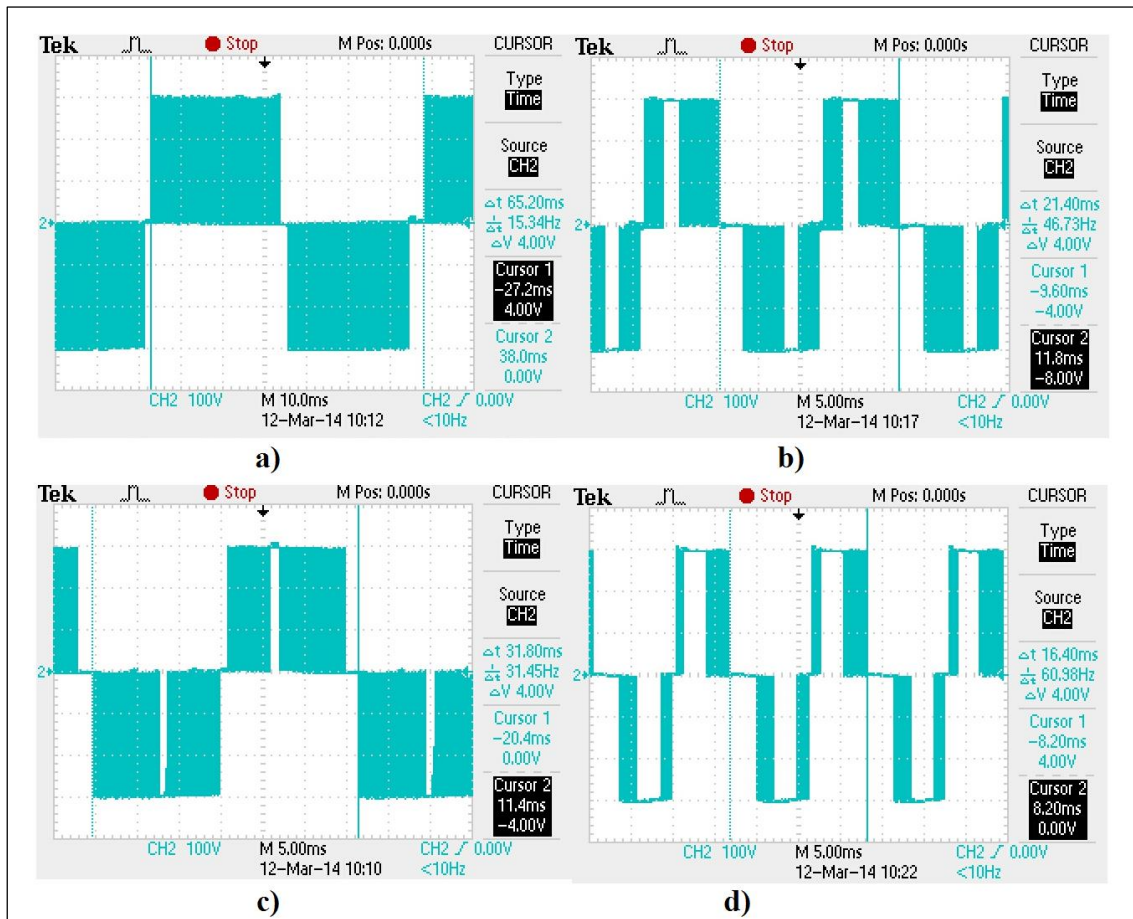 Tek Stop M Pos: 0.000s CURSOR
Type
Time
Source
CH2
Δt 65.20ms
1/Δt 15.34Hz
ΔV 4.00V
Cursor 1
−27.2ms
4.00V
Cursor 2
38.0ms
0.00V
2
CH2 100V M 10.0ms CH2 0.00V
12−Mar−14 10:12 <10Hz
a)
Tek Stop M Pos: 0.000s CURSOR
Type
Time
Source
CH2
Δt 21.40ms
1/Δt 46.73Hz
ΔV 4.00V
Cursor 1
−9.60ms
−4.00V
Cursor 2
11.8ms
−8.00V
2
CH2 100V M 5.00ms CH2 0.00V
12−Mar−14 10:17 <10Hz
b)
Tek Stop M Pos: 0.000s CURSOR
Type
Time
Source
CH2
Δt 31.80ms
1/Δt 31.45Hz
ΔV 4.00V
Cursor 1
−20.4ms
0.00V
Cursor 2
11.4ms
−4.00V
2
CH2 100V M 5.00ms CH2 0.00V
12−Mar−14 10:10 <10Hz
c)
Tek Stop M Pos: 0.000s CURSOR
Type
Time
Source
CH2
Δt 16.40ms
1/Δt 60.98Hz
ΔV 4.00V
Cursor 1
−8.20ms
4.00V
Cursor 2
8.20ms
0.00V
2
CH2 100V M 5.00ms CH2 0.00V
12−Mar−14 10:22 <10Hz
d)